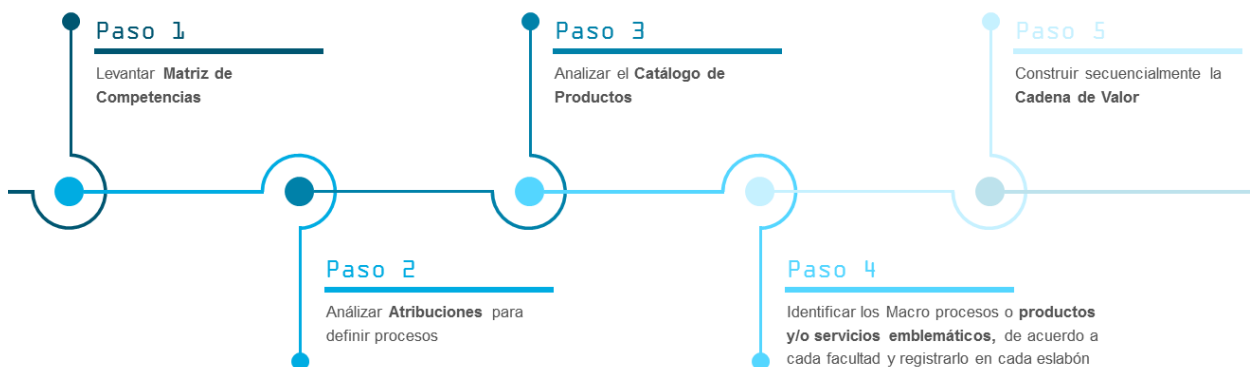 Paso 1
Levantar Matriz de
Competencias
Paso 2
Análizar Atribuciones para
definir procesos
Paso 3
Analizar el Catálogo de
Productos
Paso 4
Identificar los Macro procesos o productos
y/o servicios emblemáticos, de acuerdo a
cada facultad y registrarlo en cada eslabón
Paso 5
Construir secuencialmente la
Cadena de Valor